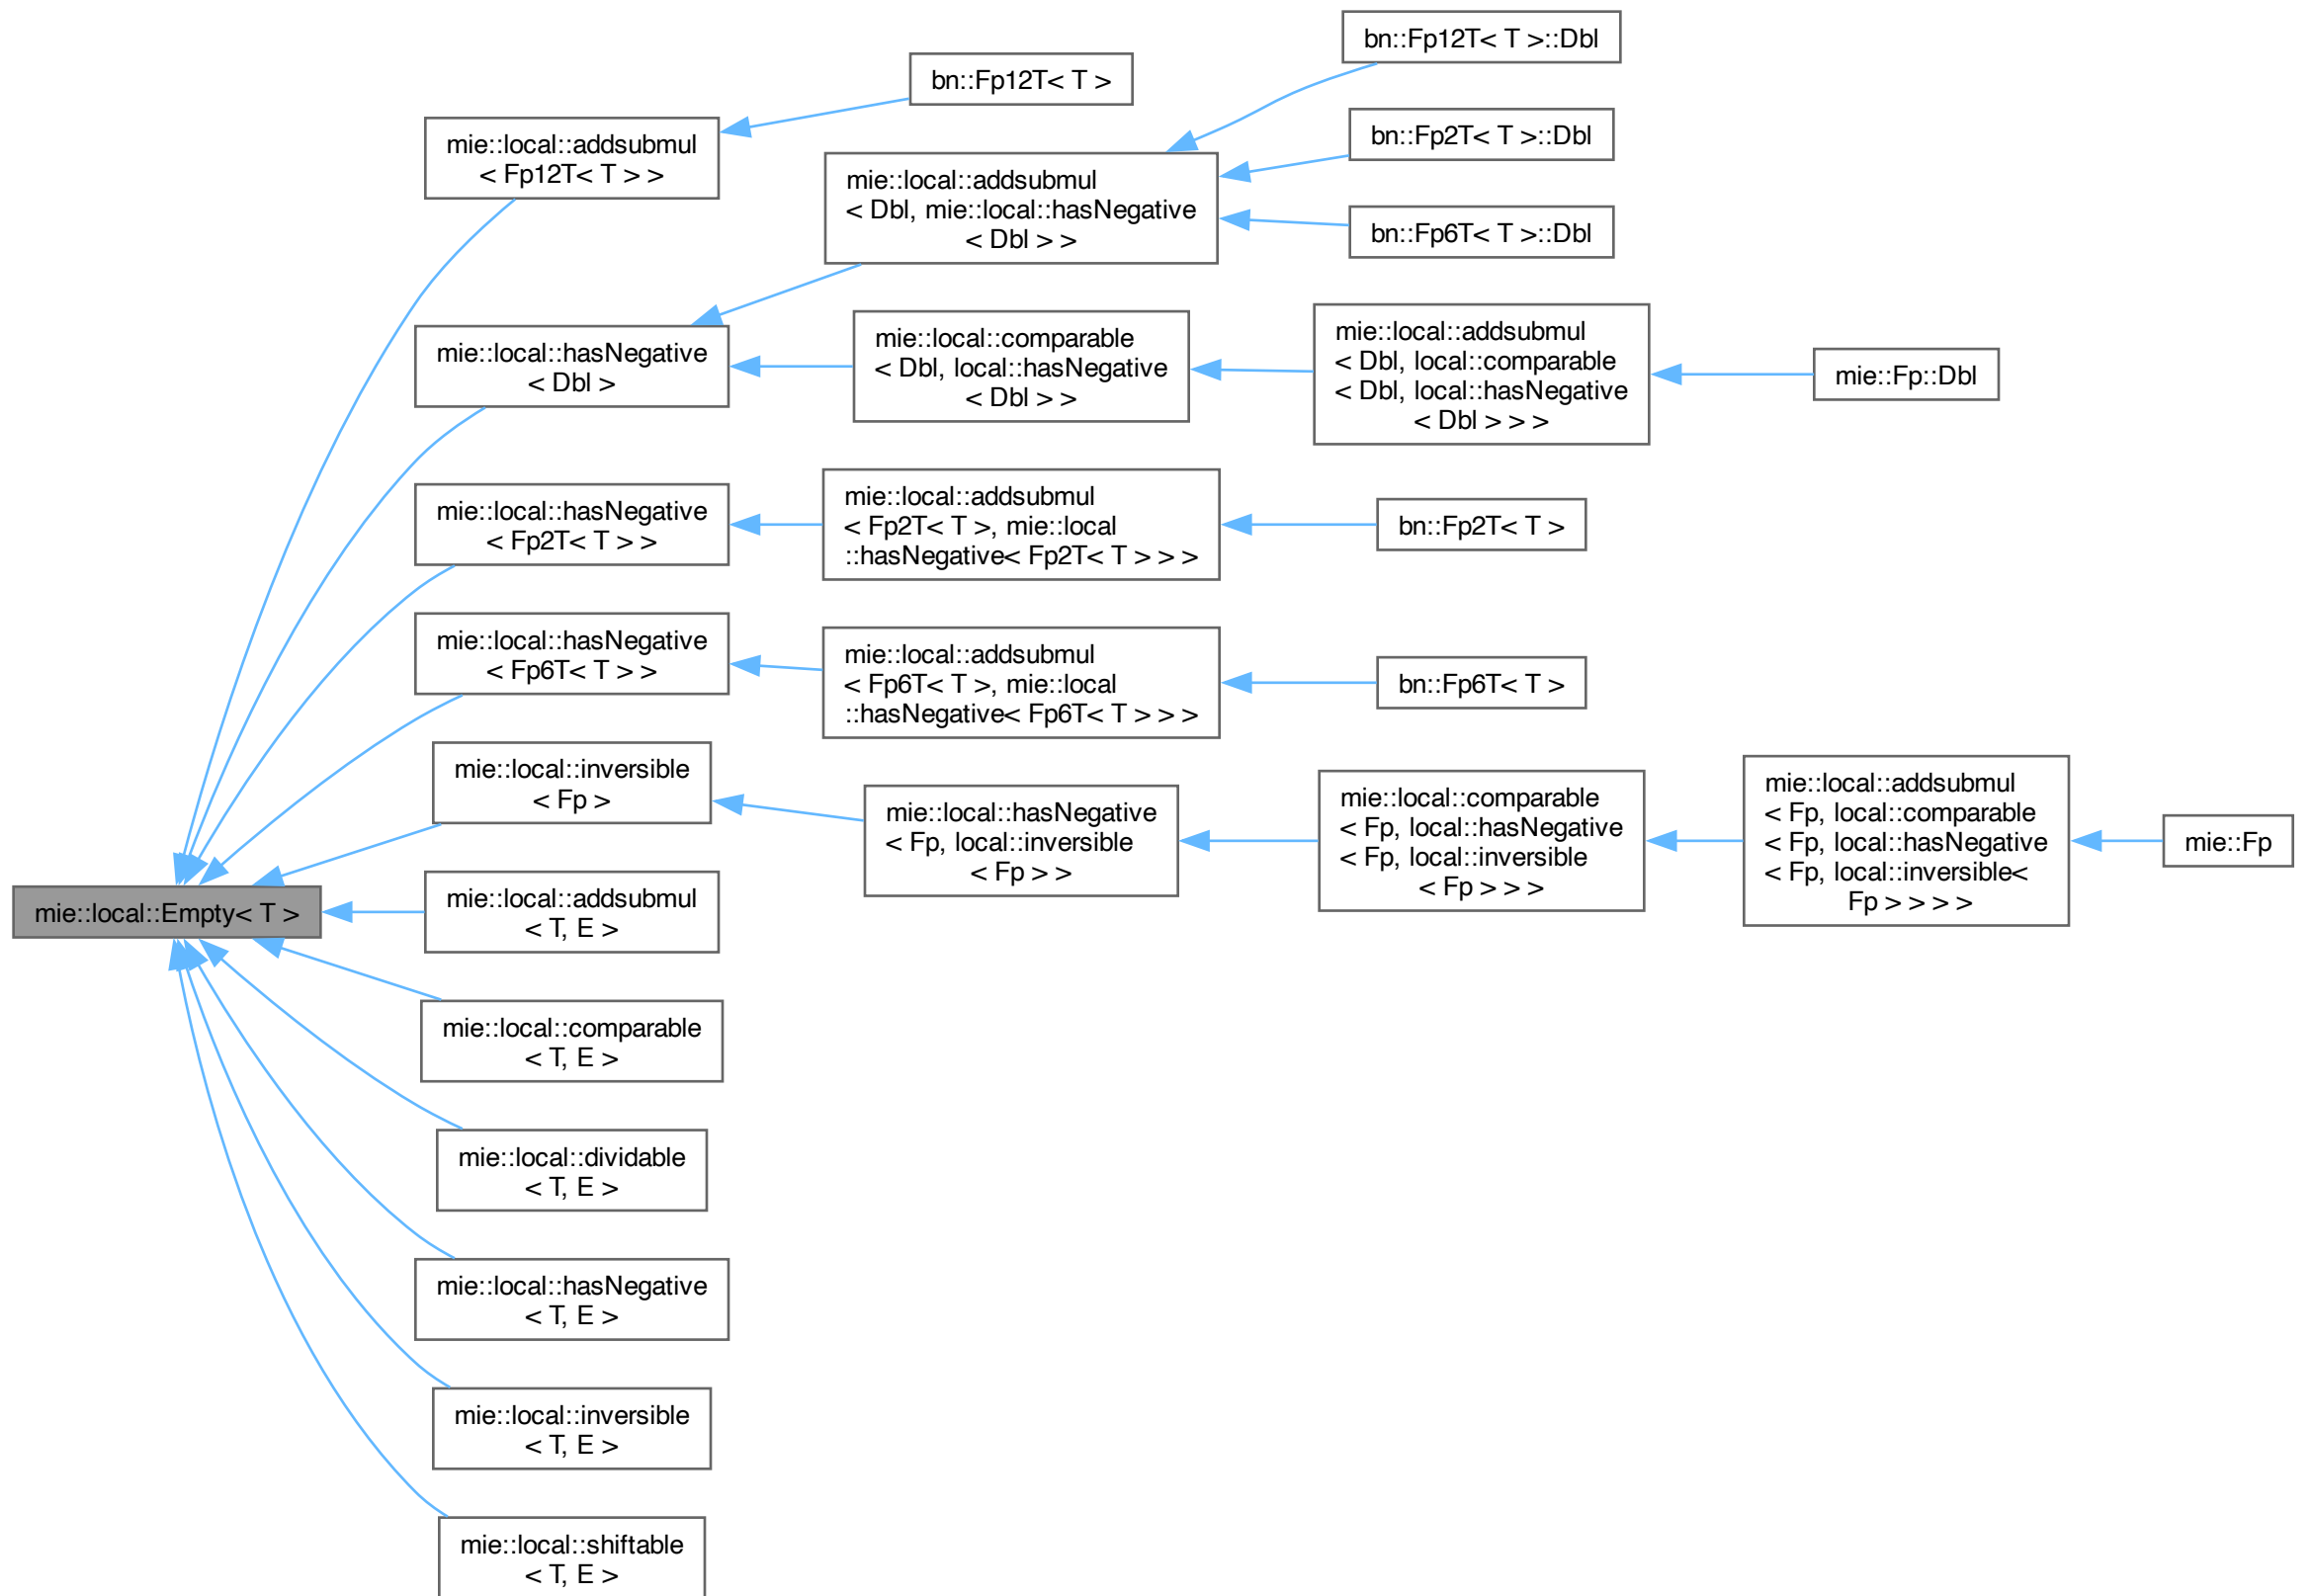 bn::Fp12T< T >::Dbl
bn::Fp12T< T >
bn::Fp2T< T >::Dbl
mie::local::addsubmul
< Fp12T< T > >
mie::local::addsubmul
< Dbl, mie::local::hasNegative
< Dbl > >
bn::Fp6T< T >::Dbl
mie::local::hasNegative
< Dbl >
mie::local::comparable
< Dbl, local::hasNegative
< Dbl > >
mie::local::addsubmul
< Dbl, local::comparable
< Dbl, local::hasNegative
< Dbl > > >
mie::Fp::Dbl
mie::local::hasNegative
< Fp2T< T > >
mie::local::addsubmul
< Fp2T< T >, mie::local
::hasNegative< Fp2T< T > > >
bn::Fp2T< T >
mie::local::hasNegative
< Fp6T< T > >
mie::local::addsubmul
< Fp6T< T >, mie::local
::hasNegative< Fp6T< T > > >
bn::Fp6T< T >
mie::local::inversible
< Fp >
mie::local::hasNegative
< Fp, local::inversible
< Fp > >
mie::local::comparable
< Fp, local::hasNegative
< Fp, local::inversible
< Fp > > >
mie::local::addsubmul
< Fp, local::comparable
< Fp, local::hasNegative
< Fp, local::inversible<
Fp > > > >
mie::Fp
mie::local::Empty< T >
mie::local::addsubmul
< T, E >
mie::local::comparable
< T, E >
mie::local::dividable
< T, E >
mie::local::hasNegative
< T, E >
mie::local::inversible
< T, E >
mie::local::shiftable
< T, E >